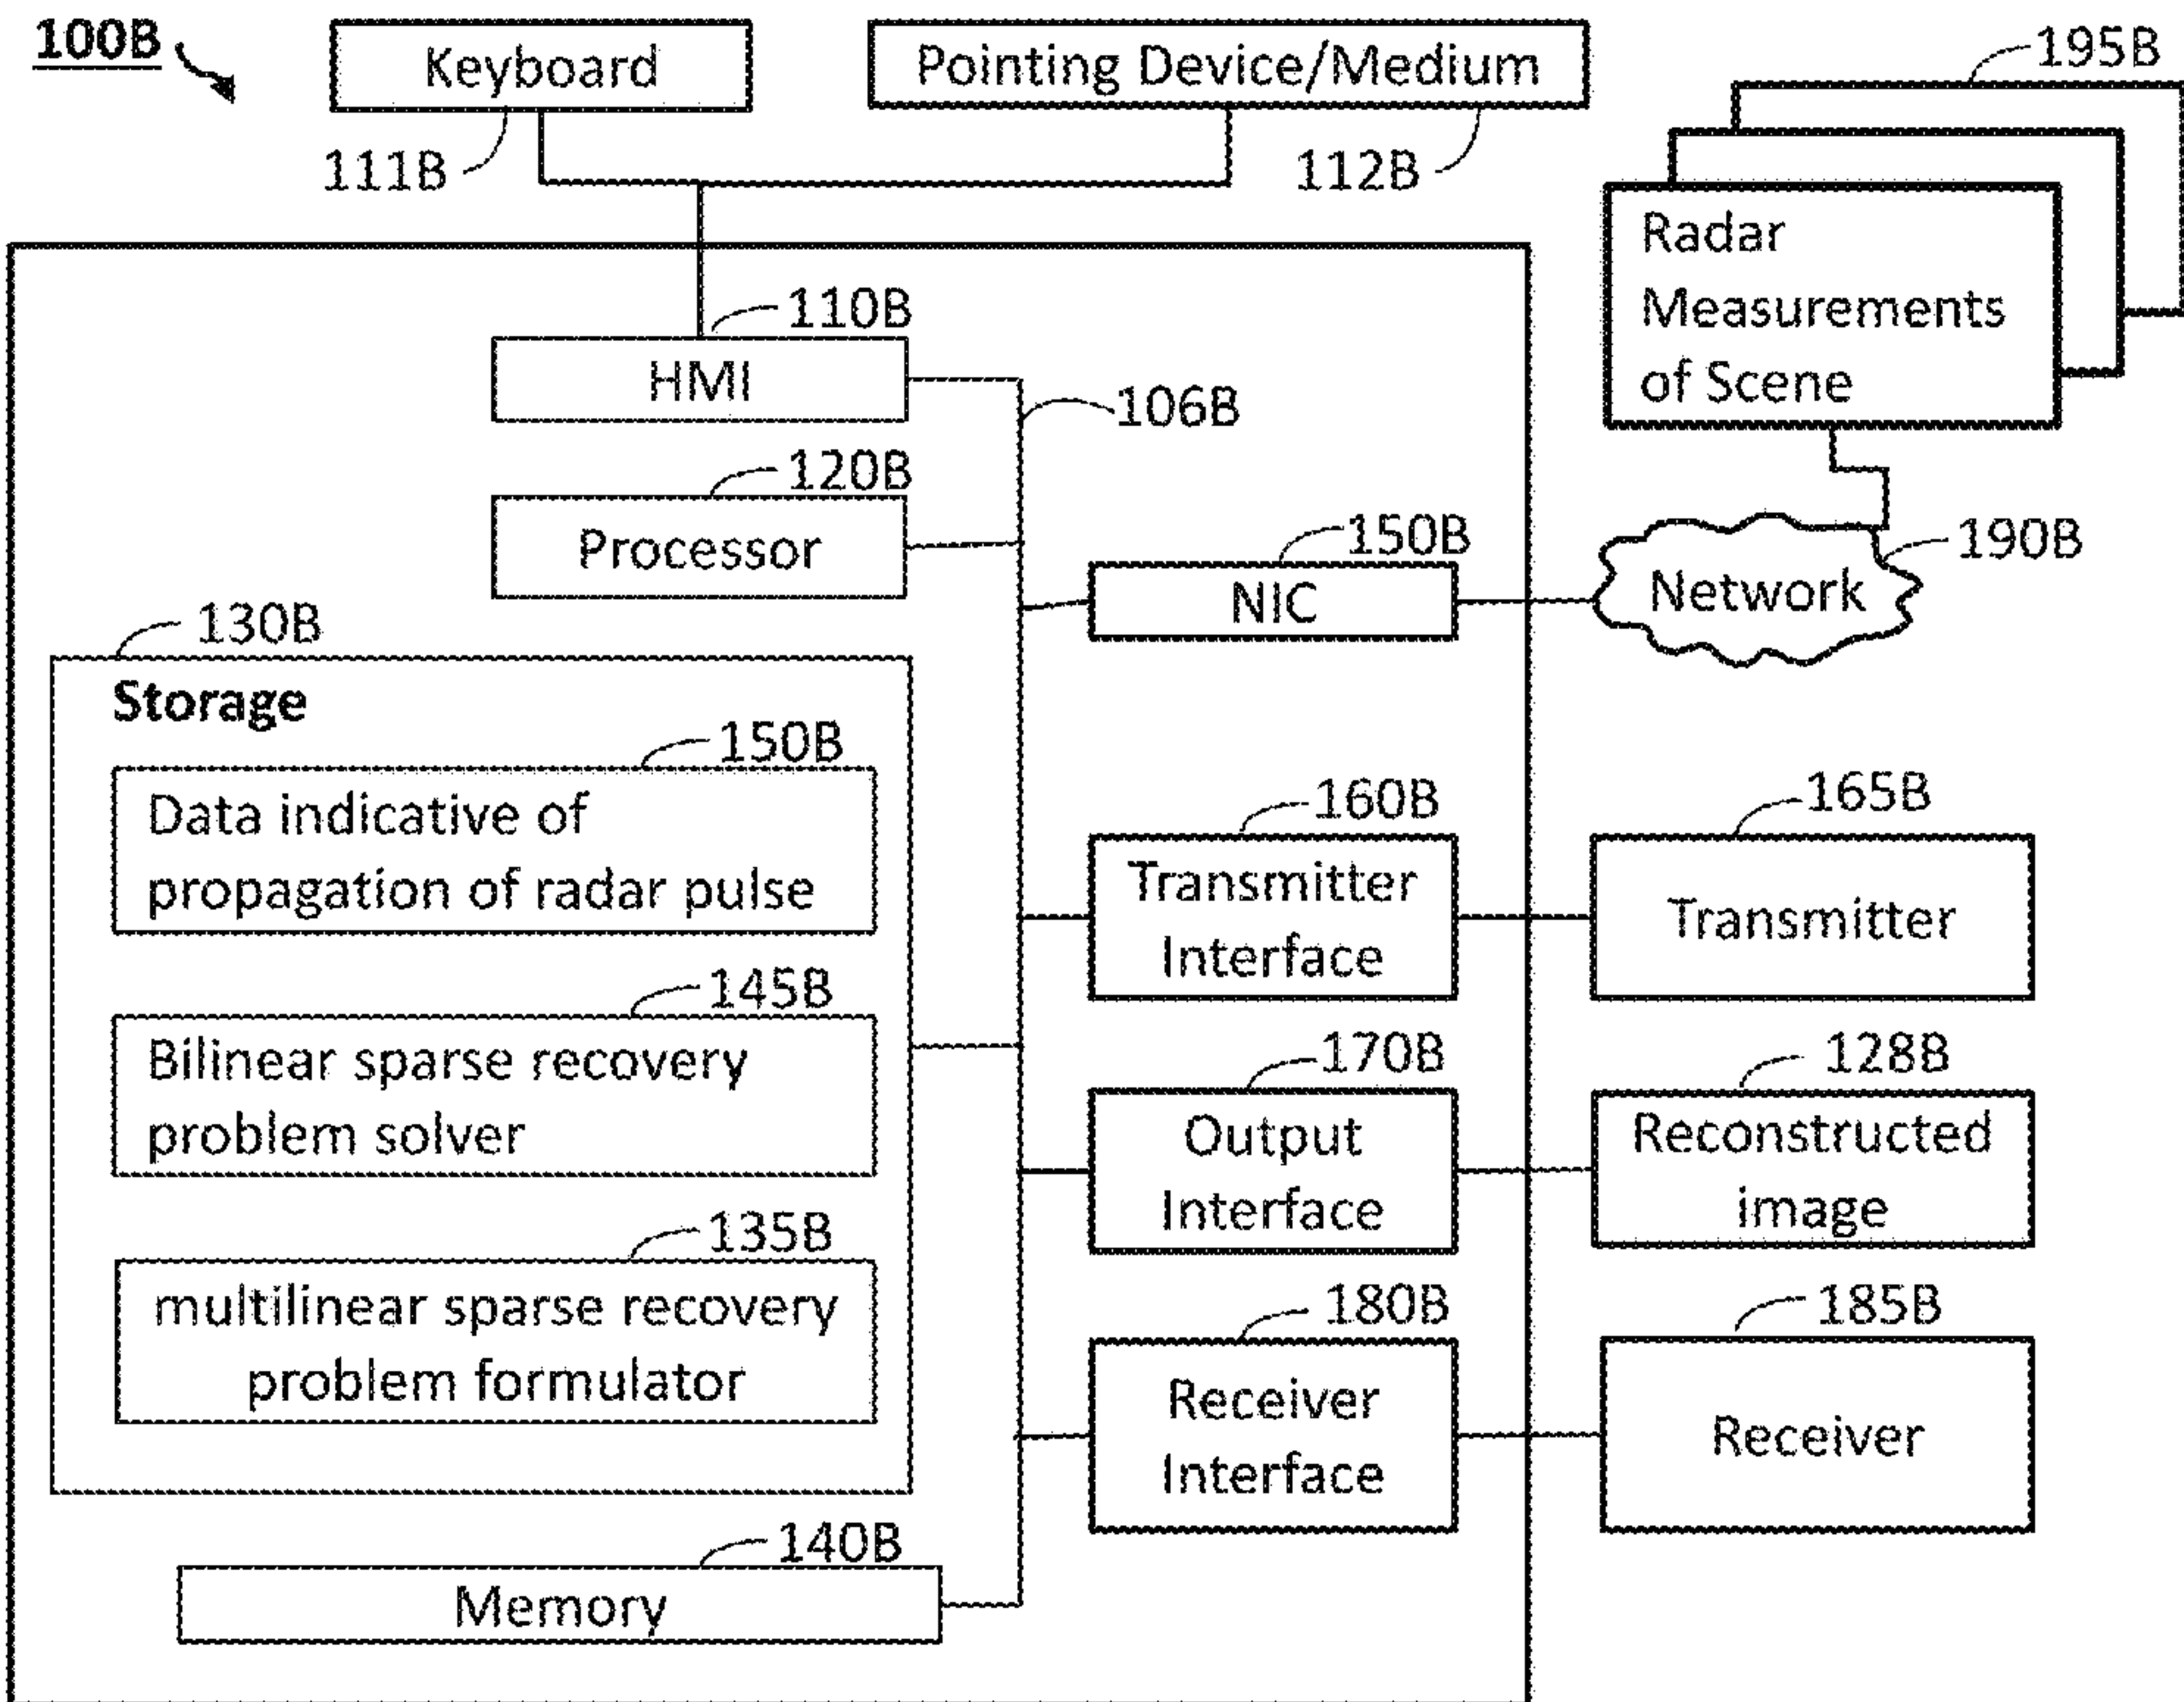 100B
Keyboard
Pointing Device/Medium
195B
111B
112B
Radar
Measurements
of Scene
110B
HMI
106B
120B
Processor
150B
NIC
190B
Network
130B
Storage
150B
Data indicative of
propagation of radar pulse
160B
Transmitter
Interface
165B
Transmitter
145B
Bilinear sparse recovery
problem solver
170B
Output
Interface
128B
Reconstructed
image
135B
multilinear sparse recovery
problem formulator
180B
Receiver
Interface
185B
Receiver
140B
Memory